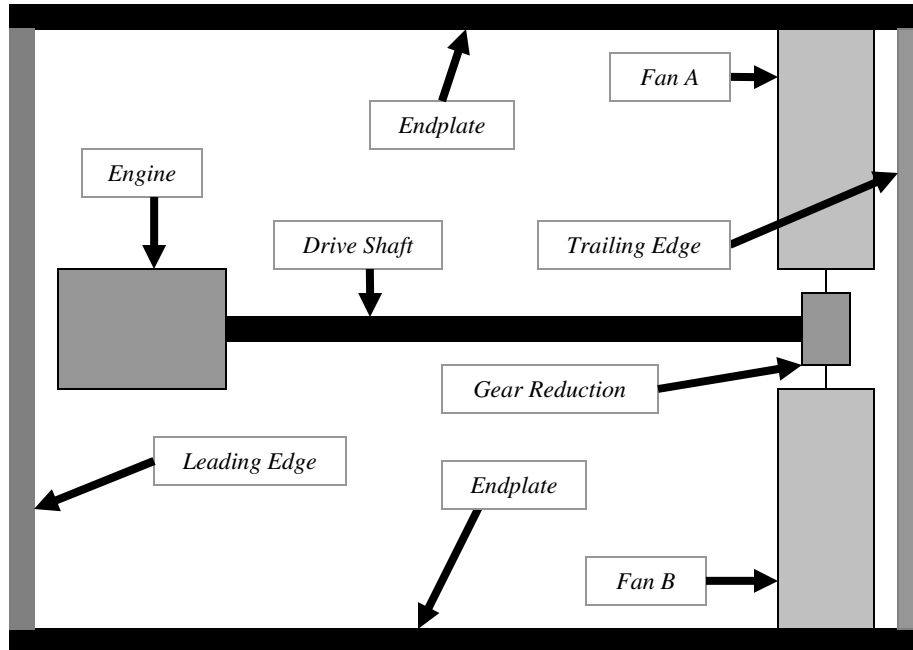 Fan A
Endplate
Engine
Drive Shaft
Trailing Edge
Gear Reduction
Leading Edge
Endplate
Fan B